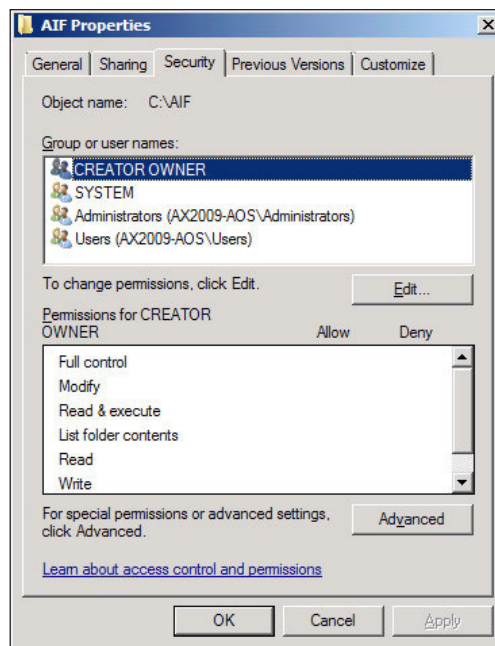 AIF Properties
General Sharing Security Previous Versions Customize
Object name: C:\AIF
Group or user names:
CREATOR OWNER
SYSTEM
Administrators (AX2009-AOS\Administrators)
Users (AX2009-AOS\Users)
To change permissions, click Edit. Edit...
Permissions for CREATOR
OWNER Allow Deny
Full control
Modify
Read & execute
List folder contents
Read
Write
For special permissions or advanced settings,
click Advanced. Advanced
Learn about access control and permissions
OK Cancel Apply